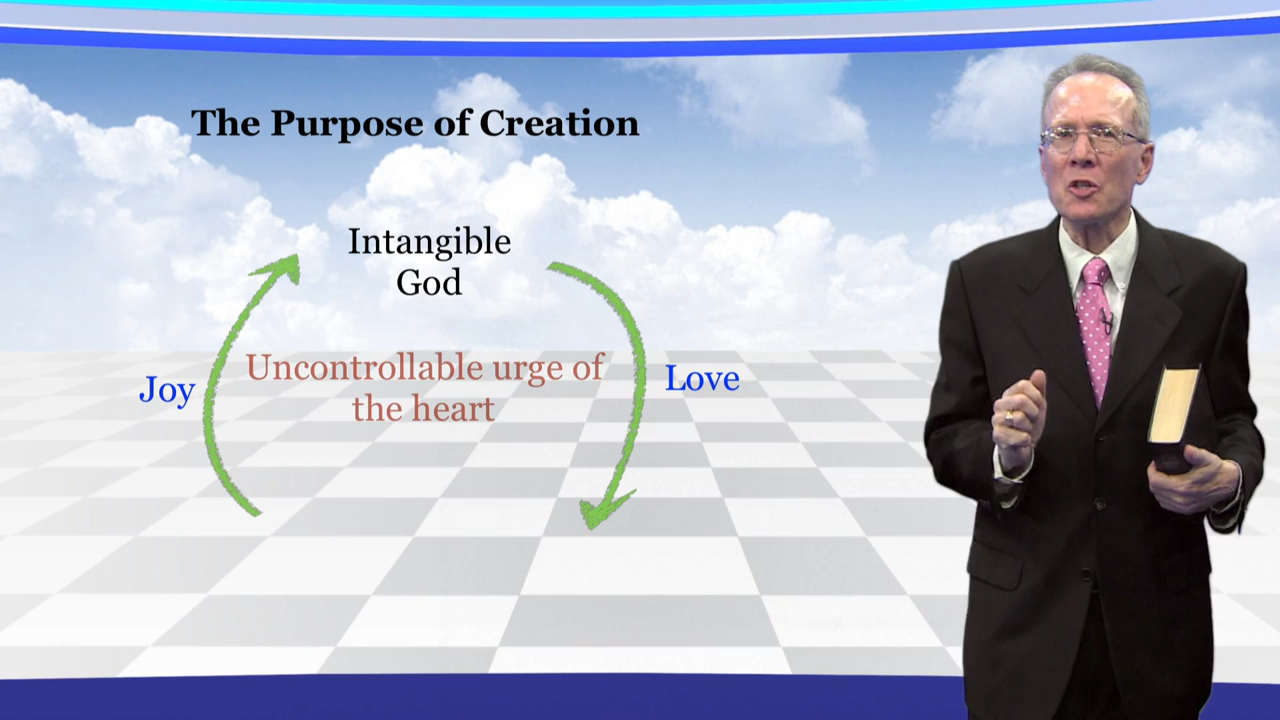 The Purpose of Creation
Intangible
God
Uncontrollable urge of
the heart
Joy
Love